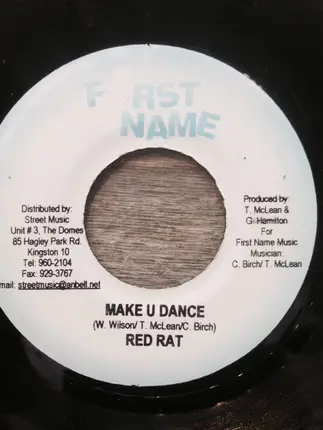 FIRST
NAME
Distributed by:
Street Music
Unit # 3, The Domes
85 Hagley Park Rd.
Kingston 10
Tel: 960-2104
Fax: 929-3767
mail: streetmusic@anbell.net
Produced by:
T. McLean &
G. Hamilton
For
First Name Music
Musician:
C. Birch/ T. McLean
MAKE U DANCE
(W. Wilson/ T. McLean/C. Birch)
RED RAT